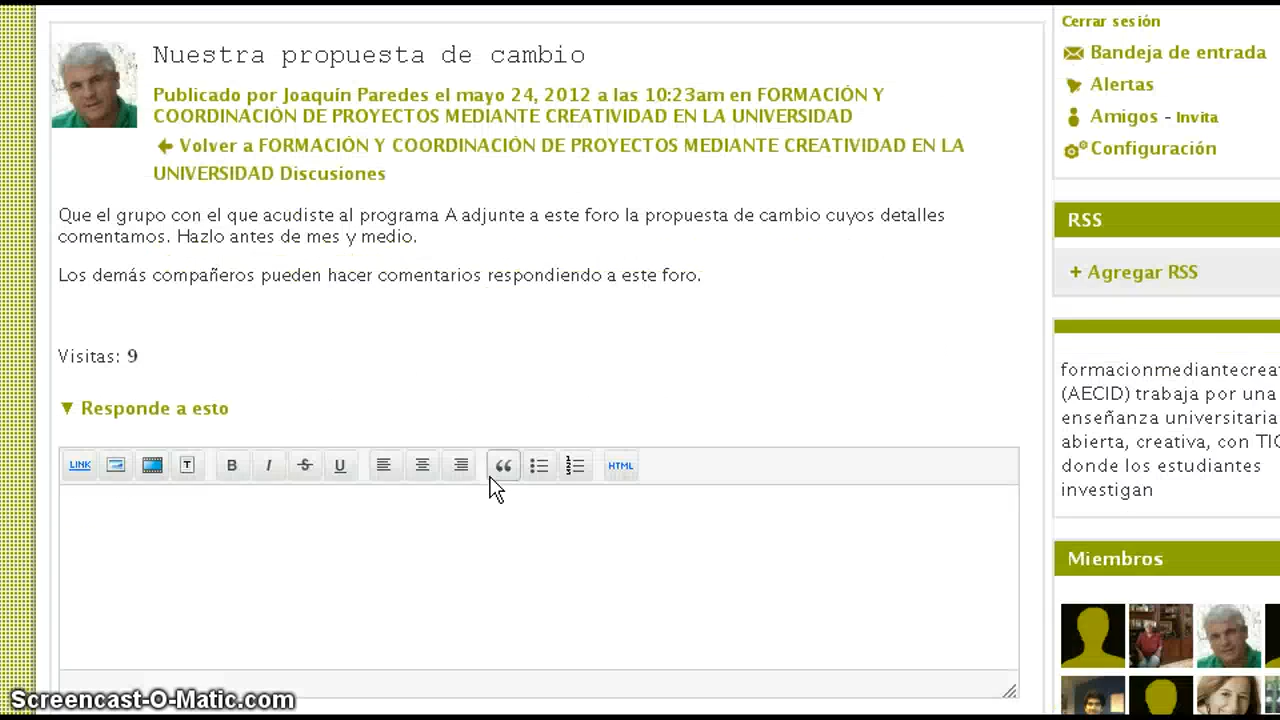 Nuestra propuesta de cambio
Publicado por Joaquín Paredes el mayo 24, 2012 a las 10:23am en FORMACIÓN Y
COORDINACIÓN DE PROYECTOS MEDIANTE CREATIVIDAD EN LA UNIVERSIDAD
Volver a FORMACIÓN Y COORDINACIÓN DE PROYECTOS MEDIANTE CREATIVIDAD EN LA
UNIVERSIDAD Discusiones
Que el grupo con el que acudiste al programa A adjunte a este foro la propuesta de cambio cuyos detalles
comentamos. Hazlo antes de mes y medio.
Los demás compañeros pueden hacer comentarios respondiendo a este foro.
Visitas: 9
▼ Responde a esto
LINK T B I S U “ HTML
Cerrar sesión
Bandeja de entrada
Alertas
Amigos - Invita
Configuración
RSS
+ Agregar RSS
formacionmediantecreat
(AECID) trabaja por una
enseñanza universitaria
abierta, creativa, con TIC
donde los estudiantes
investigan
Miembros
Screencast-O-Matic.com